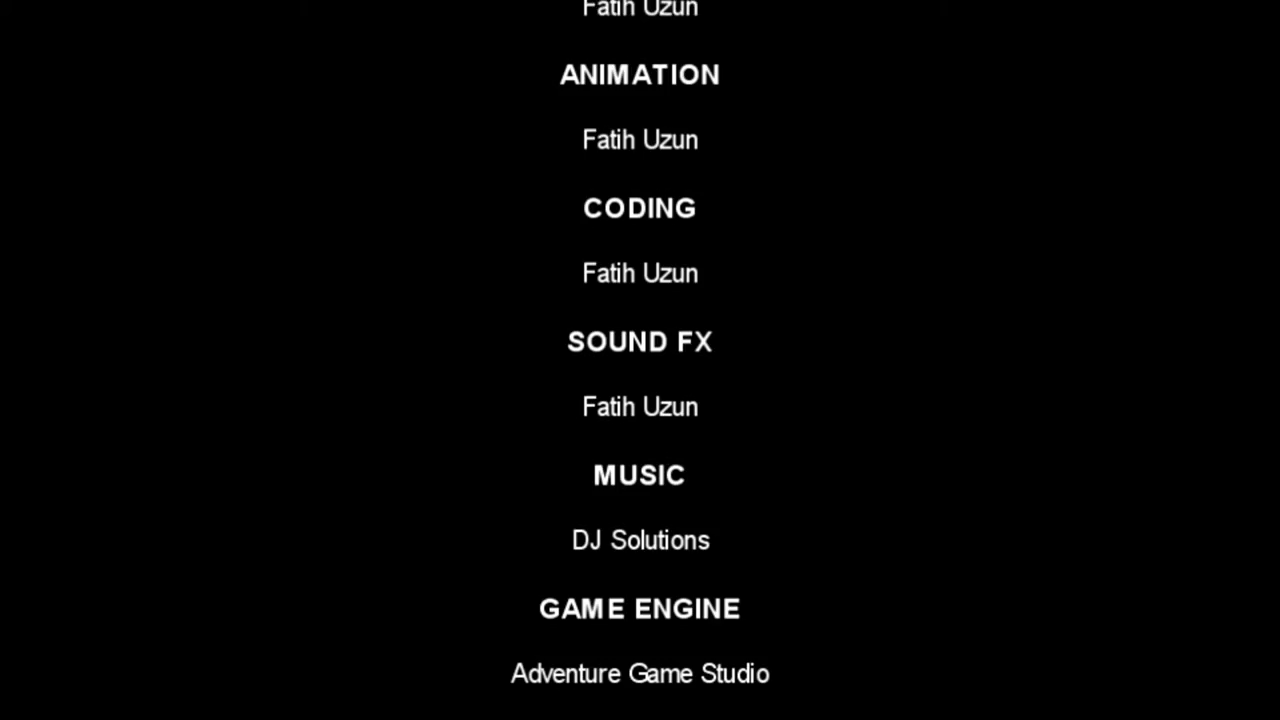 Fatih Uzun
ANIMATION
Fatih Uzun
CODING
Fatih Uzun
SOUND FX
Fatih Uzun
MUSIC
DJ Solutions
GAME ENGINE
Adventure Game Studio